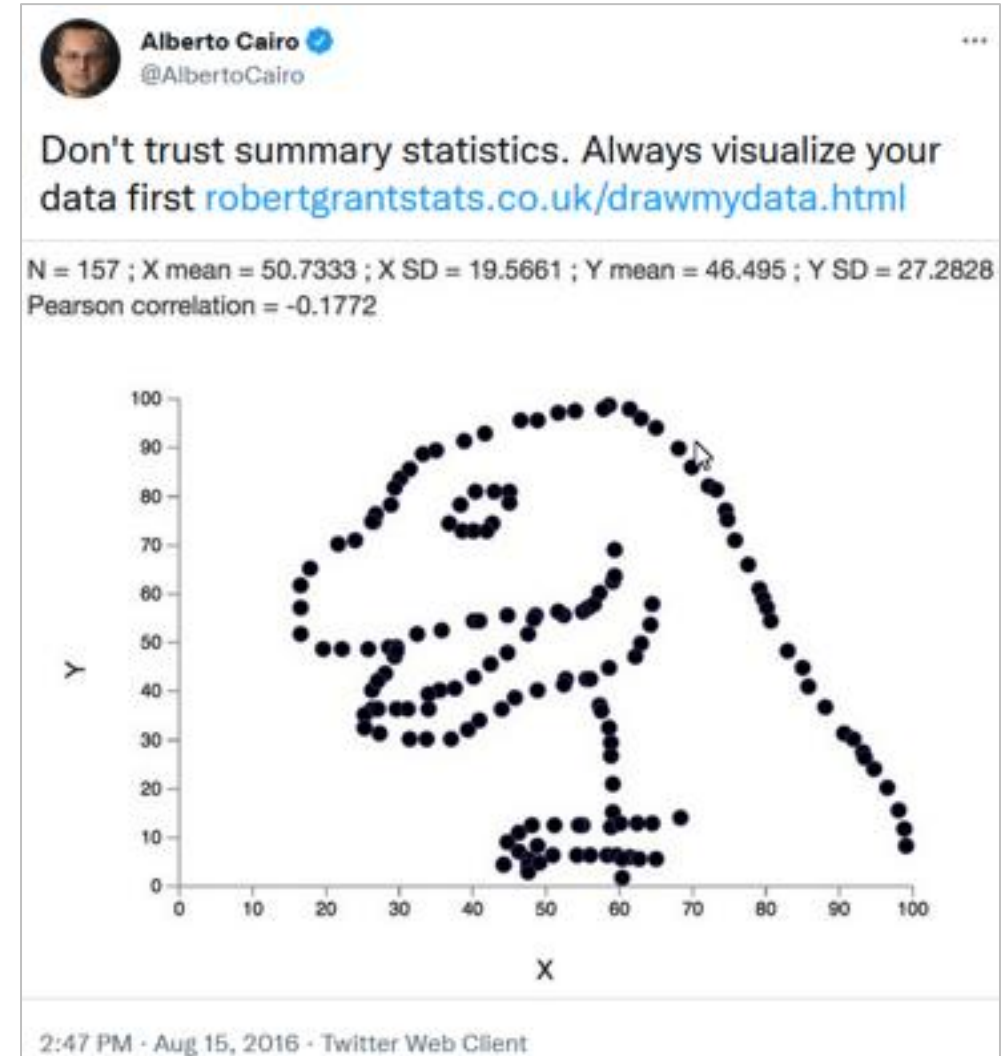 Alberto Cairo
@AlbertoCairo
Don't trust summary statistics. Always visualize your
data first robertgrantstats.co.uk/drawmydata.html
N = 157 ; X mean = 50.7333 ; X SD = 19.5661 ; Y mean = 46.495 ; Y SD = 27.2828
Pearson correlation = -0.1772
100
90
80
70
60
50
40
30
20
10
0
Y
0 10 20 30 40 50 60 70 80 90 100
X
2:47 PM · Aug 15, 2016 · Twitter Web Client